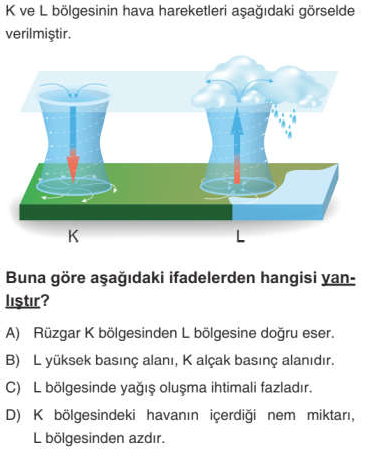 K ve L bölgesinin hava hareketleri aşağıdaki görselde
verilmiştir.
K
L
Buna göre aşağıdaki ifadelerden hangisi yan-
lıştır?
A) Rüzgar K bölgesinden L bölgesine doğru eser.
B) L yüksek basınç alanı, K alçak basınç alanıdır.
C) L bölgesinde yağış oluşma ihtimali fazladır.
D) K bölgesindeki havanın içerdiği nem miktarı,
L bölgesinden azdır.